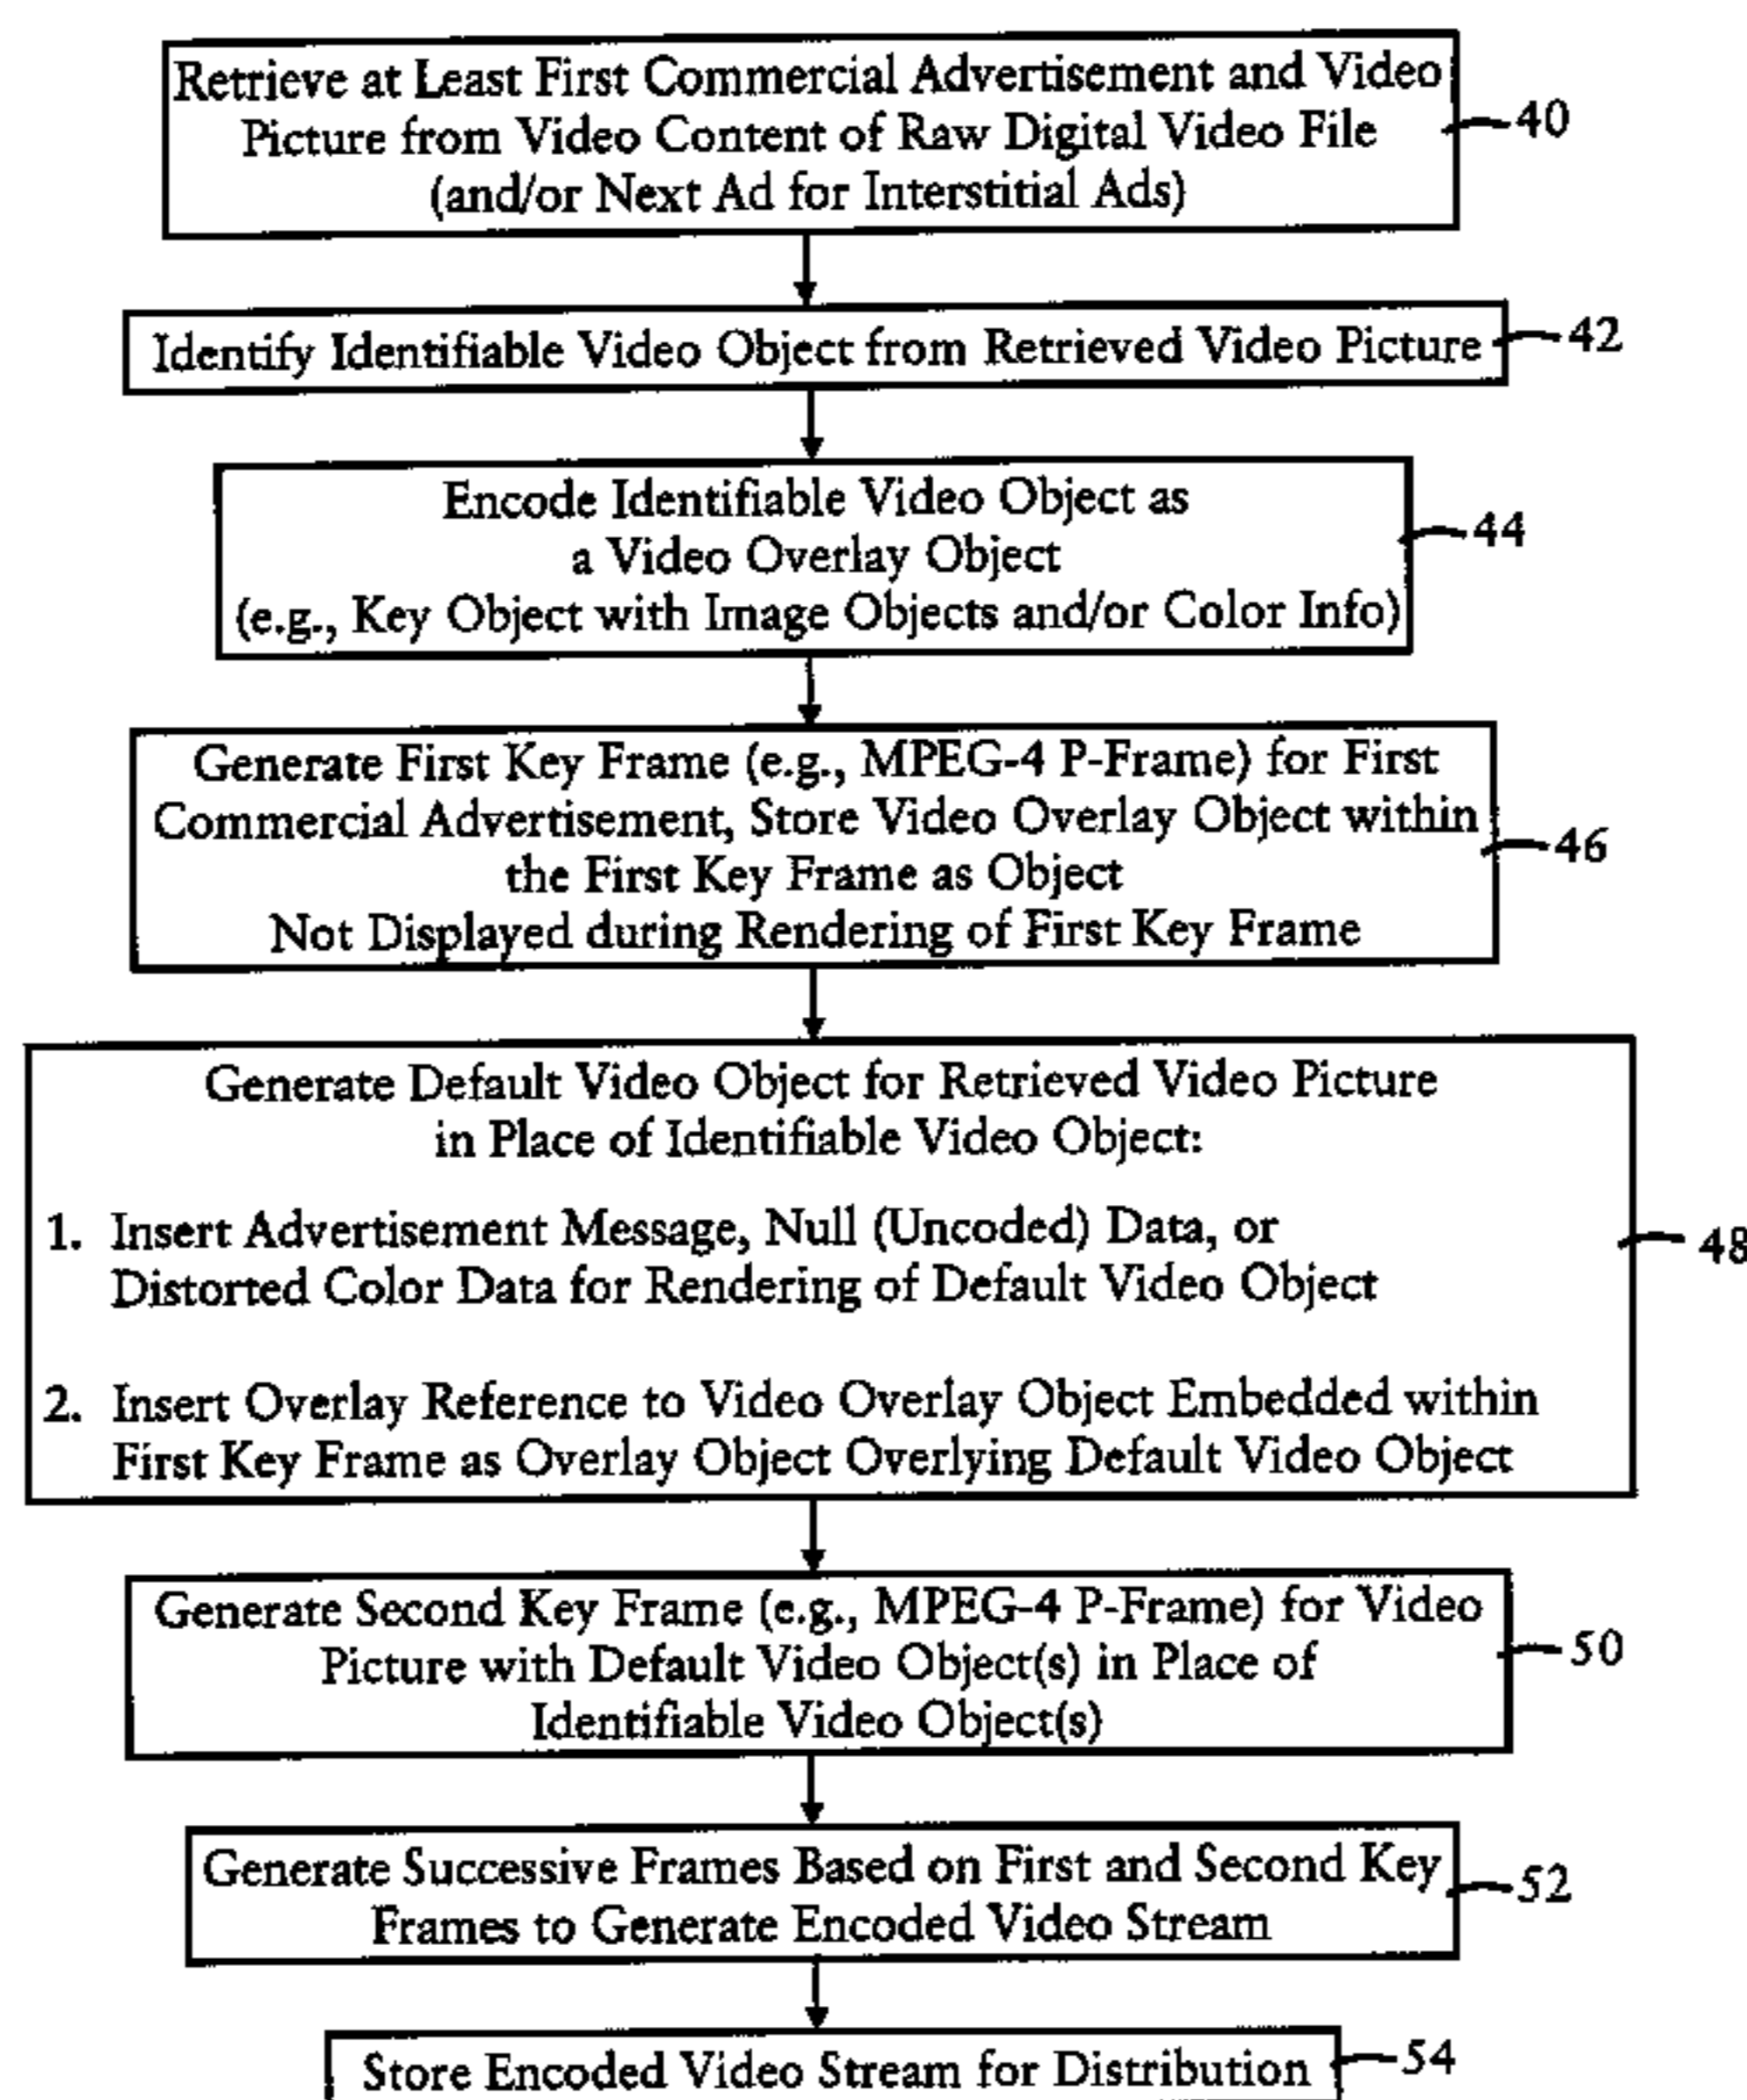 Retrieve at Least First Commercial Advertisement and Video
Picture from Video Content of Raw Digital Video File
(and/or Next Ad for Interstitial Ads)
40
Identify Identifiable Video Object from Retrieved Video Picture
42
Encode Identifiable Video Object as
a Video Overlay Object
(e.g., Key Object with Image Objects and/or Color Info)
44
Generate First Key Frame (e.g., MPEG-4 P-Frame) for First
Commercial Advertisement, Store Video Overlay Object within
the First Key Frame as Object
Not Displayed during Rendering of First Key Frame
46
Generate Default Video Object for Retrieved Video Picture
in Place of Identifiable Video Object:
1. Insert Advertisement Message, Null (Uncoded) Data, or
Distorted Color Data for Rendering of Default Video Object
2. Insert Overlay Reference to Video Overlay Object Embedded within
First Key Frame as Overlay Object Overlying Default Video Object
48
Generate Second Key Frame (e.g., MPEG-4 P-Frame) for Video
Picture with Default Video Object(s) in Place of
Identifiable Video Object(s)
50
Generate Successive Frames Based on First and Second Key
Frames to Generate Encoded Video Stream
52
Store Encoded Video Stream for Distribution
54